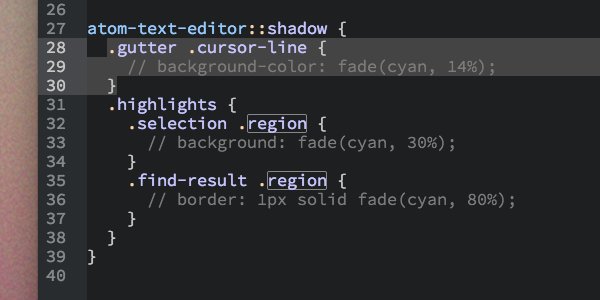 26
27 atom-text-editor::shadow {
28 .gutter .cursor-line {
29 // background-color: fade(cyan, 14%);
30 }
31 .highlights {
32 .selection .region {
33 // background: fade(cyan, 30%);
34 }
35 .find-result .region {
36 // border: 1px solid fade(cyan, 80%);
37 }
38 }
39 }
40